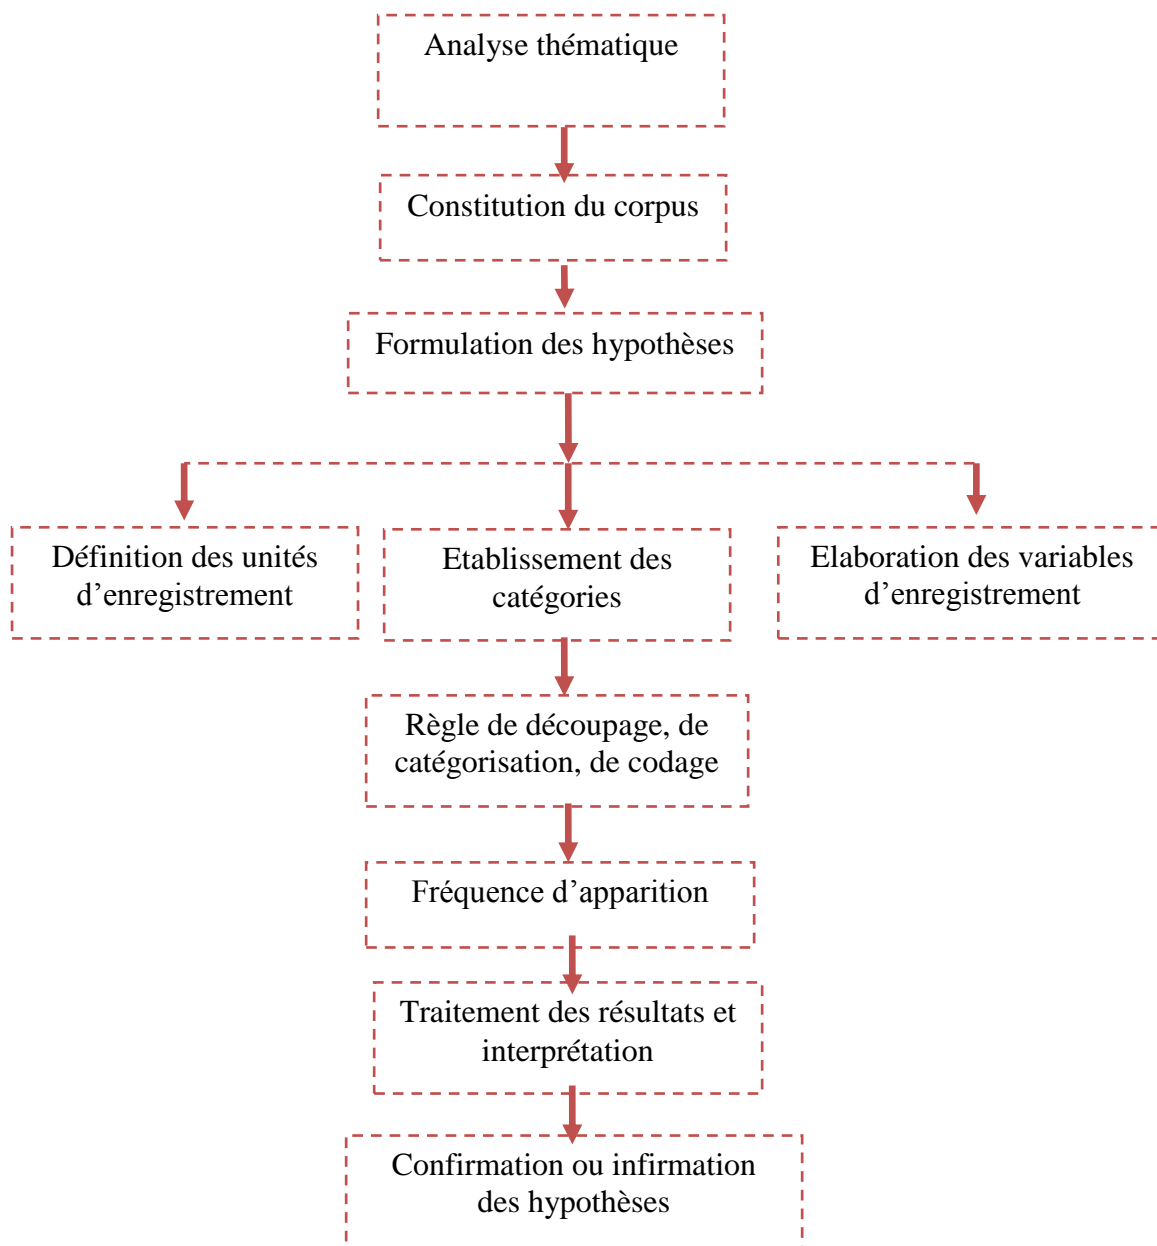 Analyse thématique
Constitution du corpus
Formulation des hypothèses
Définition des unités
d’enregistrement
Etablissement des
catégories
Elaboration des variables
d’enregistrement
Règle de découpage, de
catégorisation, de codage
Fréquence d’apparition
Traitement des résultats et
interprétation
Confirmation ou infirmation
des hypothèses